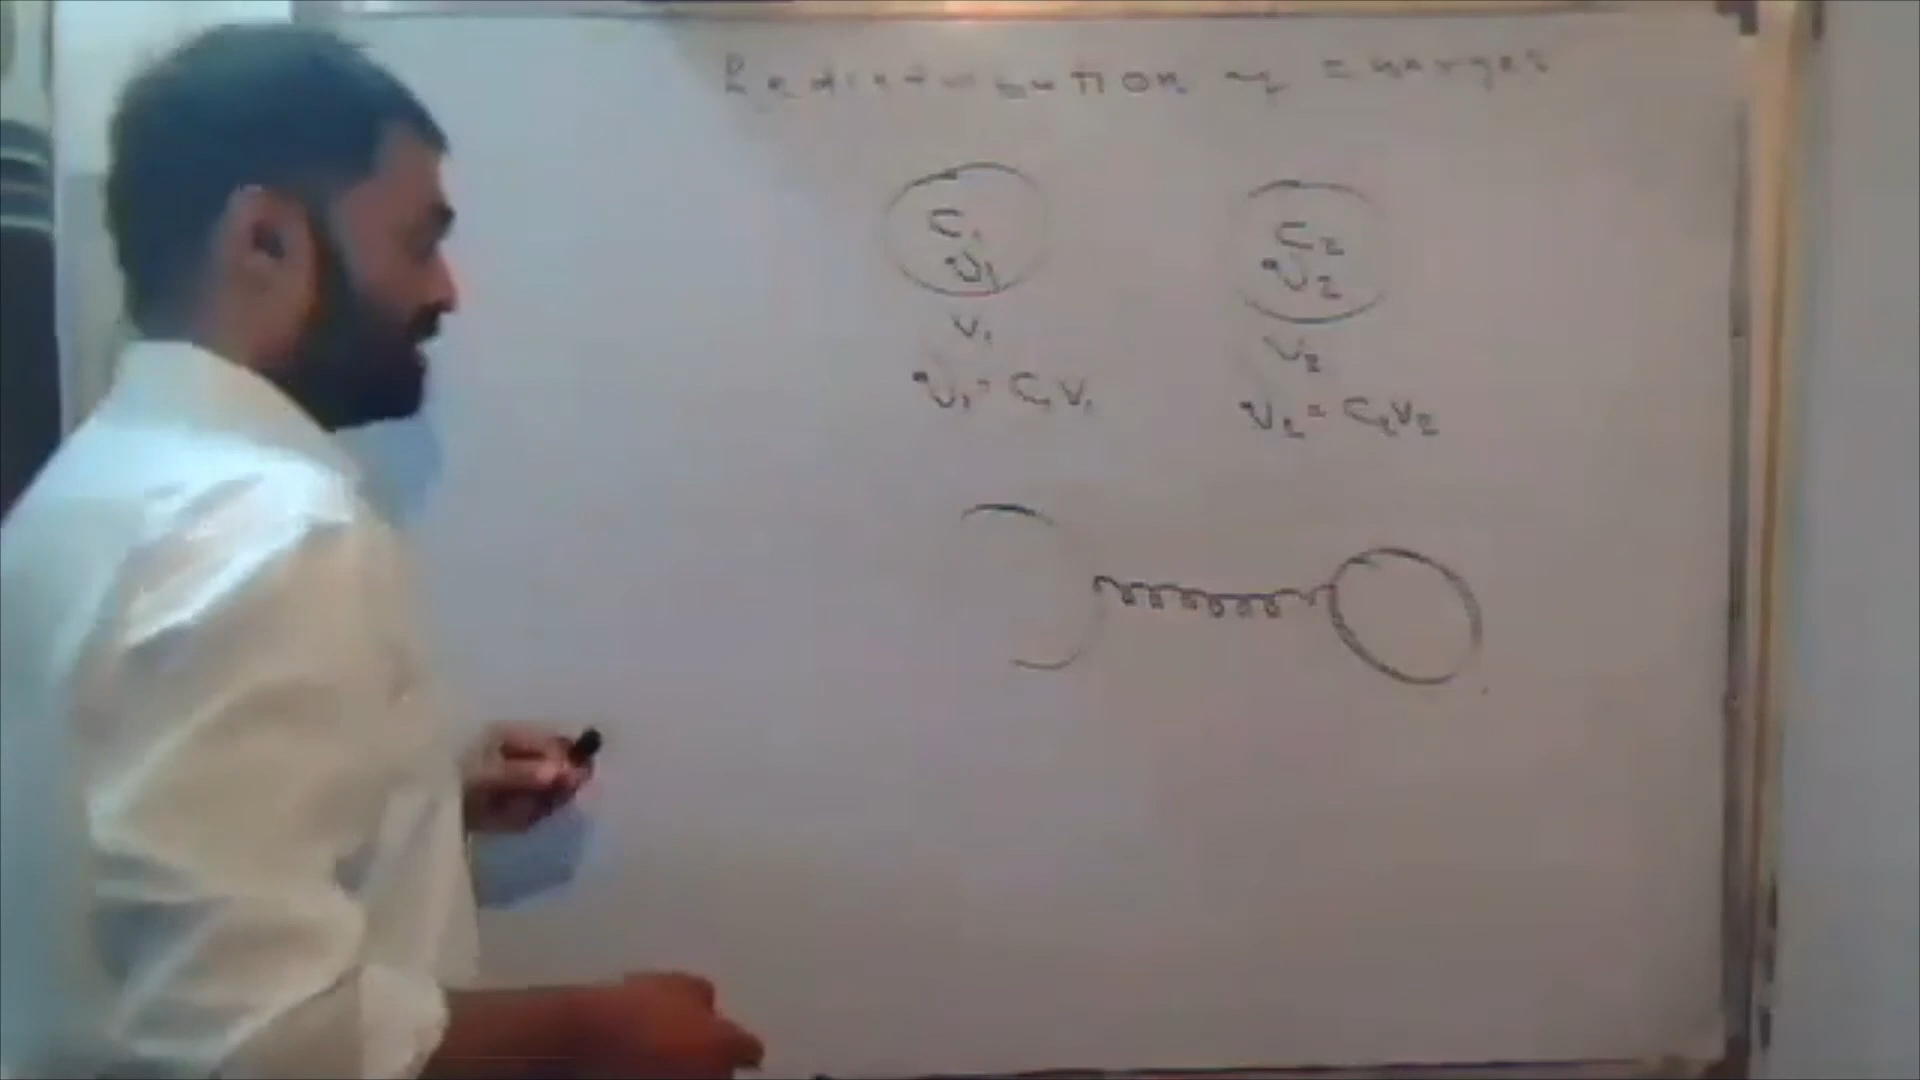 Redistribution of charges
C₁ C₂
q₁ q₂
V₁ V₂
q₁ = C₁V₁ q₂ = C₂V₂